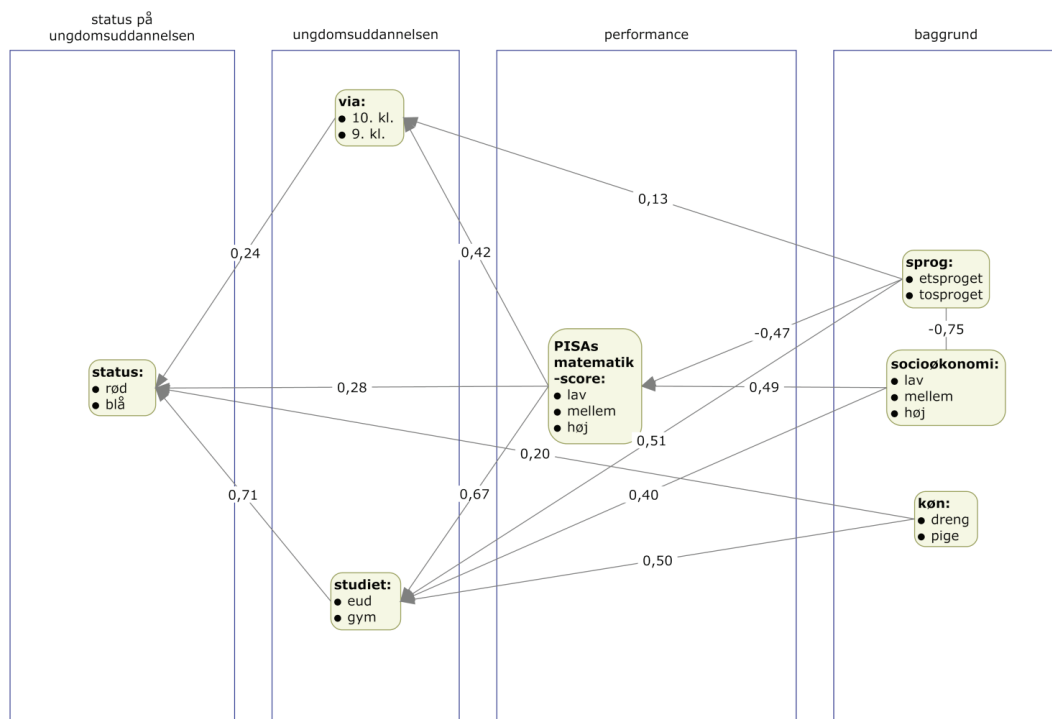 status på
ungdomsuddannelsen
ungdomsuddannelsen
performance
baggrund
via:
● 10. kl.
● 9. kl.
0,13
0,24
0,42
sprog:
● etsproget
● tosproget
-0,47
-0,75
PISAs
matematik
-score:
● lav
● mellem
● høj
socioøkonomi:
● lav
● mellem
● høj
status:
● rød
● blå
0,28
0,49
0,51
0,20
0,71
0,67
0,40
køn:
● dreng
● pige
0,50
studiet:
● eud
● gym